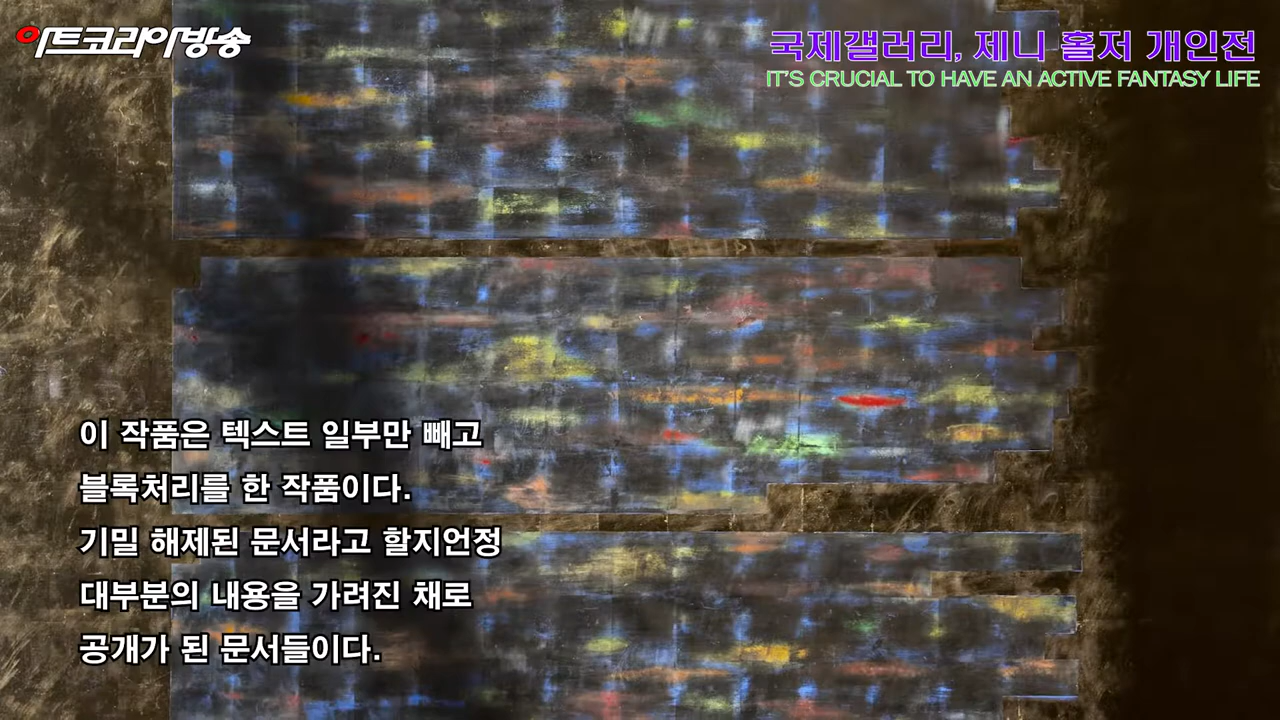 아트코리아방송
국제갤러리, 제니 홀저 개인전
IT'S CRUCIAL TO HAVE AN ACTIVE FANTASY LIFE
이 작품은 텍스트 일부만 빼고
블록처리를 한 작품이다.
기밀 해제된 문서라고 할지언정
대부분의 내용을 가려진 채로
공개가 된 문서들이다.